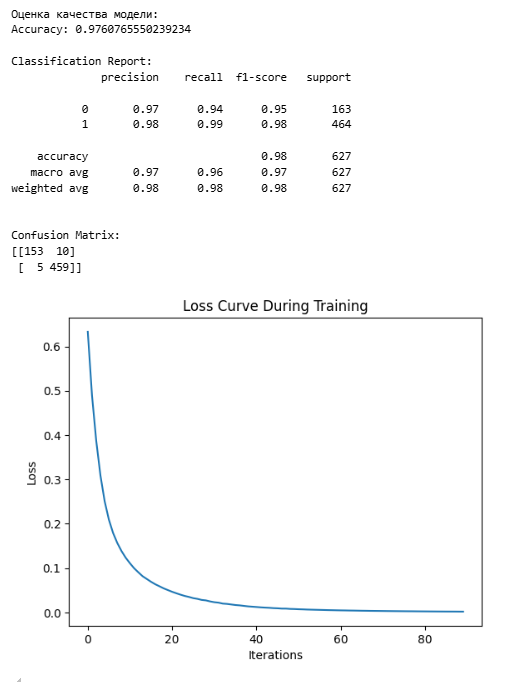 Оценка качества модели:
Accuracy: 0.9760765550239234
Classification Report:
precision recall f1-score support
0 0.97 0.94 0.95 163
1 0.98 0.99 0.98 464
accuracy 0.98 627
macro avg 0.97 0.96 0.97 627
weighted avg 0.98 0.98 0.98 627
Confusion Matrix:
[[153 10]
[ 5 459]]
Loss Curve During Training
0.6
0.5
0.4
0.3
0.2
0.1
0.0
Loss
0 20 40 60 80
Iterations